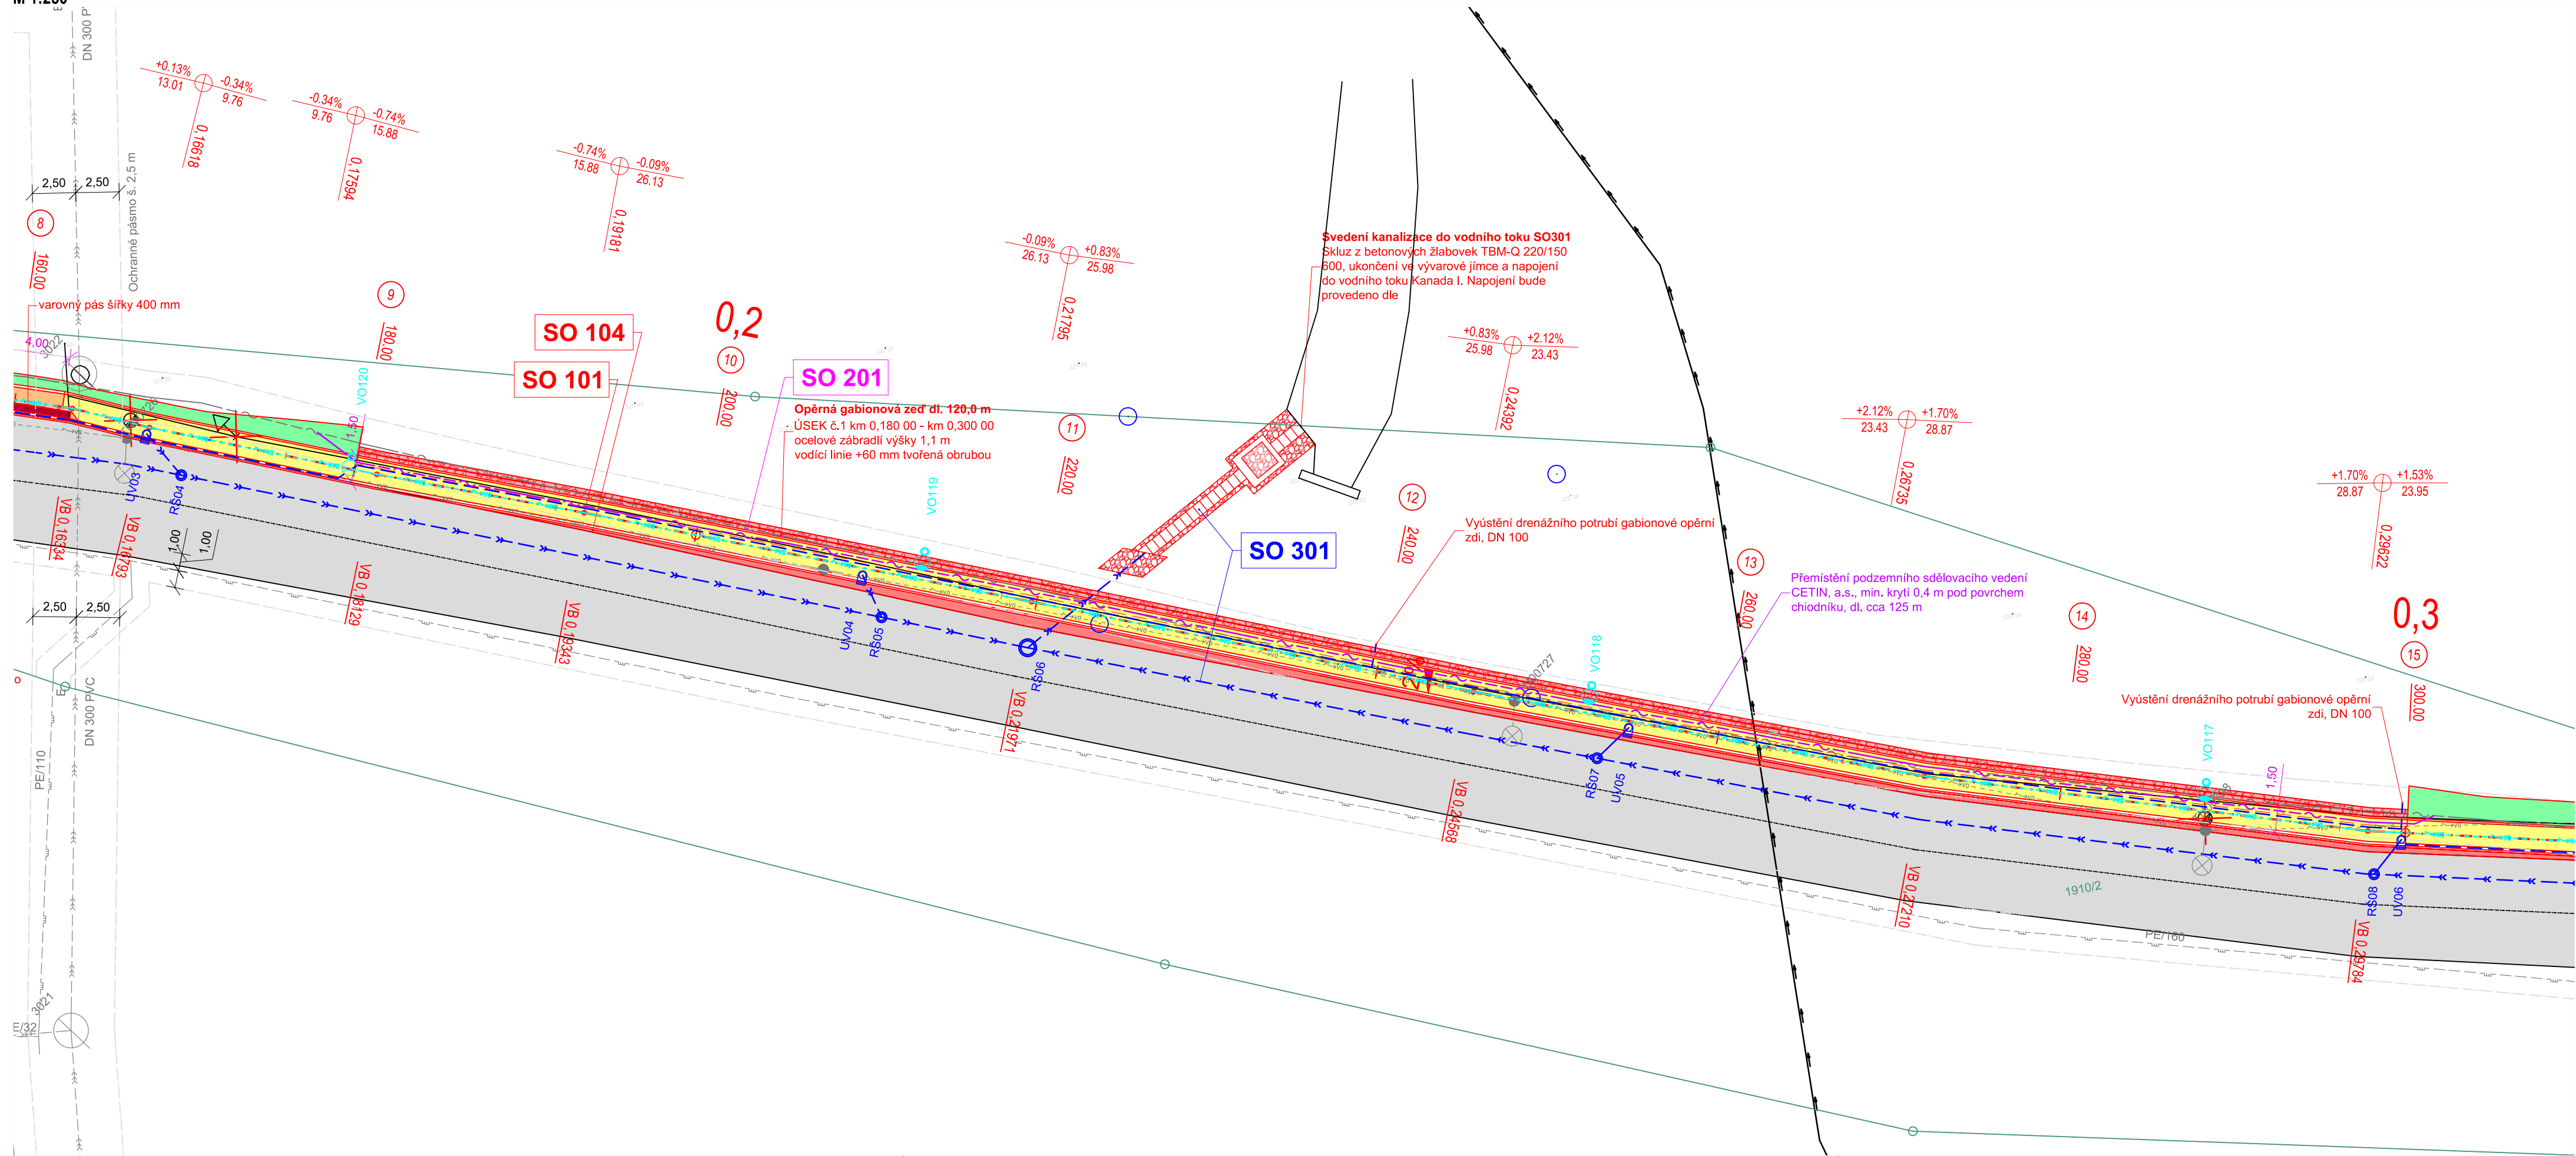 M 1:250
DN 300 PVC
+0.13%
13.01
-0.34%
9.76
0,16618
-0.34%
9.76
-0.74%
15.88
0,17594
-0.74%
15.88
-0.09%
26.13
0,19181
-0.09%
26.13
+0.83%
25.98
0,21795
+0.83%
25.98
+2.12%
23.43
0,24392
+2.12%
23.43
+1.70%
28.87
0,26735
+1.70%
28.87
+1.53%
23.95
0,29622
2,50
2,50
Ochranné pásmo š. 2,5 m
8
160.00
varovný pás šířky 400 mm
4,00
3022
9
180.00
VO120
1,50
SO 104
SO 101
0,2
10
200.00
SO 201
Opěrná gabionová zeď dl. 120,0 m
ÚSEK č.1 km 0,180 00 - km 0,300 00
ocelové zábradlí výšky 1,1 m
vodící linie +60 mm tvořená obrubou
11
220.00
VO119
Svedení kanalizace do vodního toku SO301
Skluz z betonových žlabovek TBM-Q 220/150
600, ukončení ve vývarové jímce a napojení
do vodního toku Kanada I. Napojení bude
provedeno dle
SO 301
12
240.00
Vyústění drenážního potrubí gabionové opěrní
zdi, DN 100
VO118
13
260.00
Přemístění podzemního sdělovacího vedení
CETIN, a.s., min. krytí 0,4 m pod povrchem
chiodníku, dl. cca 125 m
14
280.00
0,3
15
300.00
Vyústění drenážního potrubí gabionové opěrní
zdi, DN 100
VO117
1,50
UV03
RŠ04
VB 0,16334
VB 0,16793
1,00
1,00
VB 0,18129
VB 0,19343
UV04
RŠ05
RŠ06
VB 0,21971
VB 0,24568
RŠ07
UV05
VB 0,27210
1910/2
PE/160
RŠ08
UV06
VB 0,29784
2,50
2,50
E
DN 300 PVC
PE/110
3021
E/32